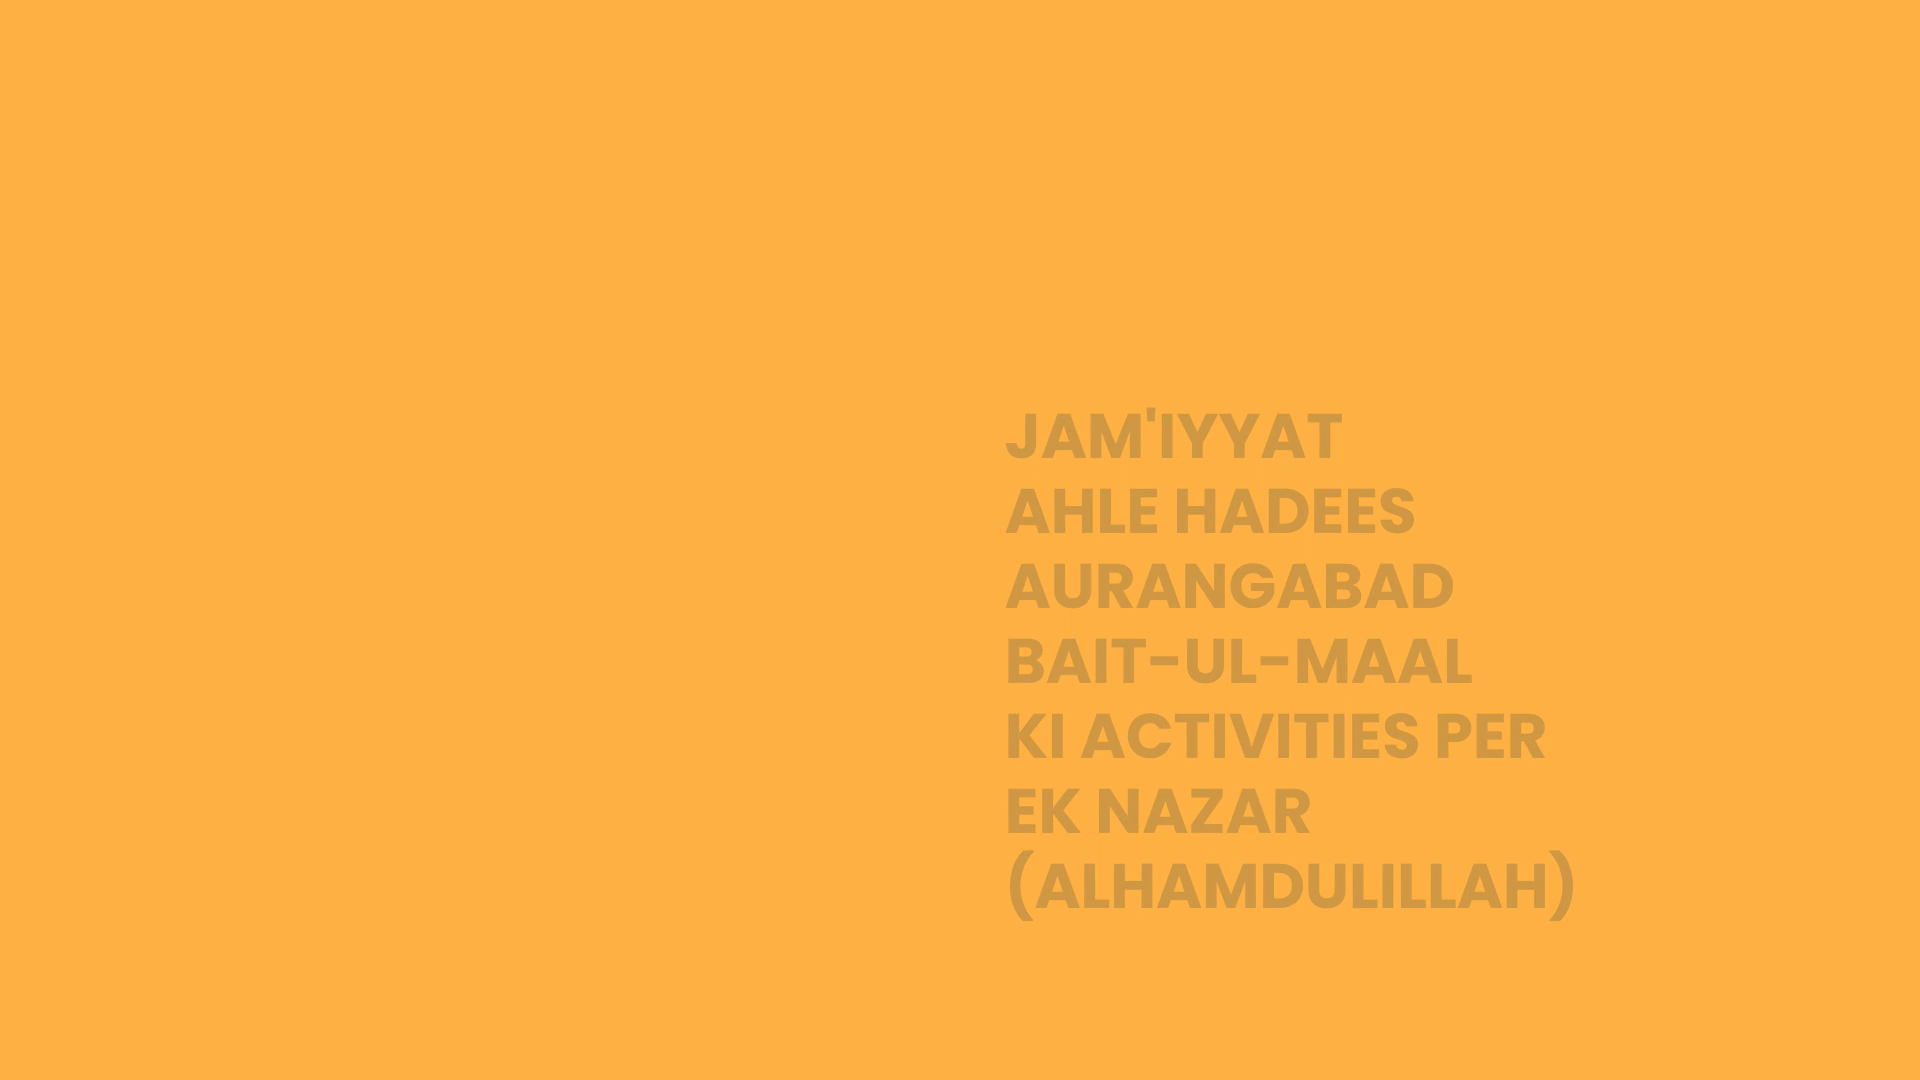 JAM'IYYAT
AHLE HADEES
AURANGABAD
BAIT-UL-MAAL
KI ACTIVITIES PER
EK NAZAR
(ALHAMDULILLAH)